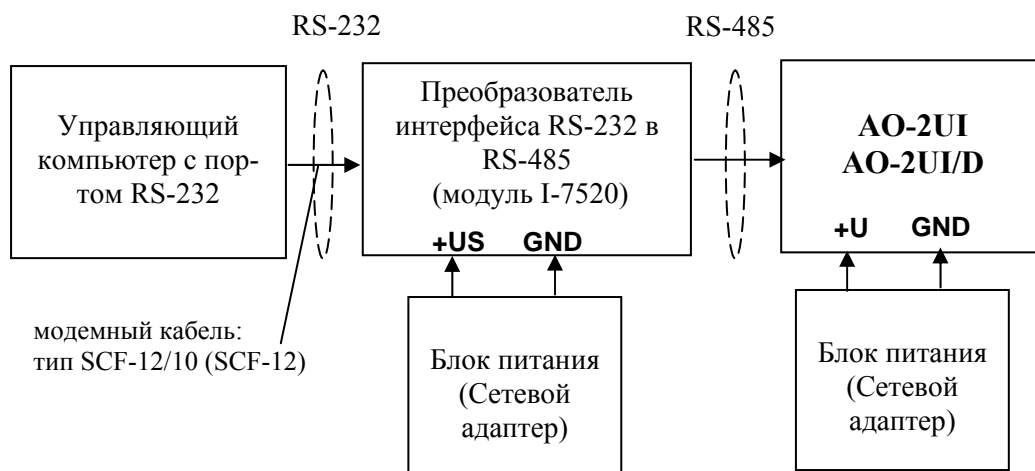 RS-232
RS-485
Управляющий
компьютер с пор-
том RS-232
Преобразователь
интерфейса RS-232 в
RS-485
(модуль I-7520)
+US GND
AO-2UI
AO-2UI/D
+U GND
модемный кабель:
тип SCF-12/10 (SCF-12)
Блок питания
(Сетевой
адаптер)
Блок питания
(Сетевой
адаптер)